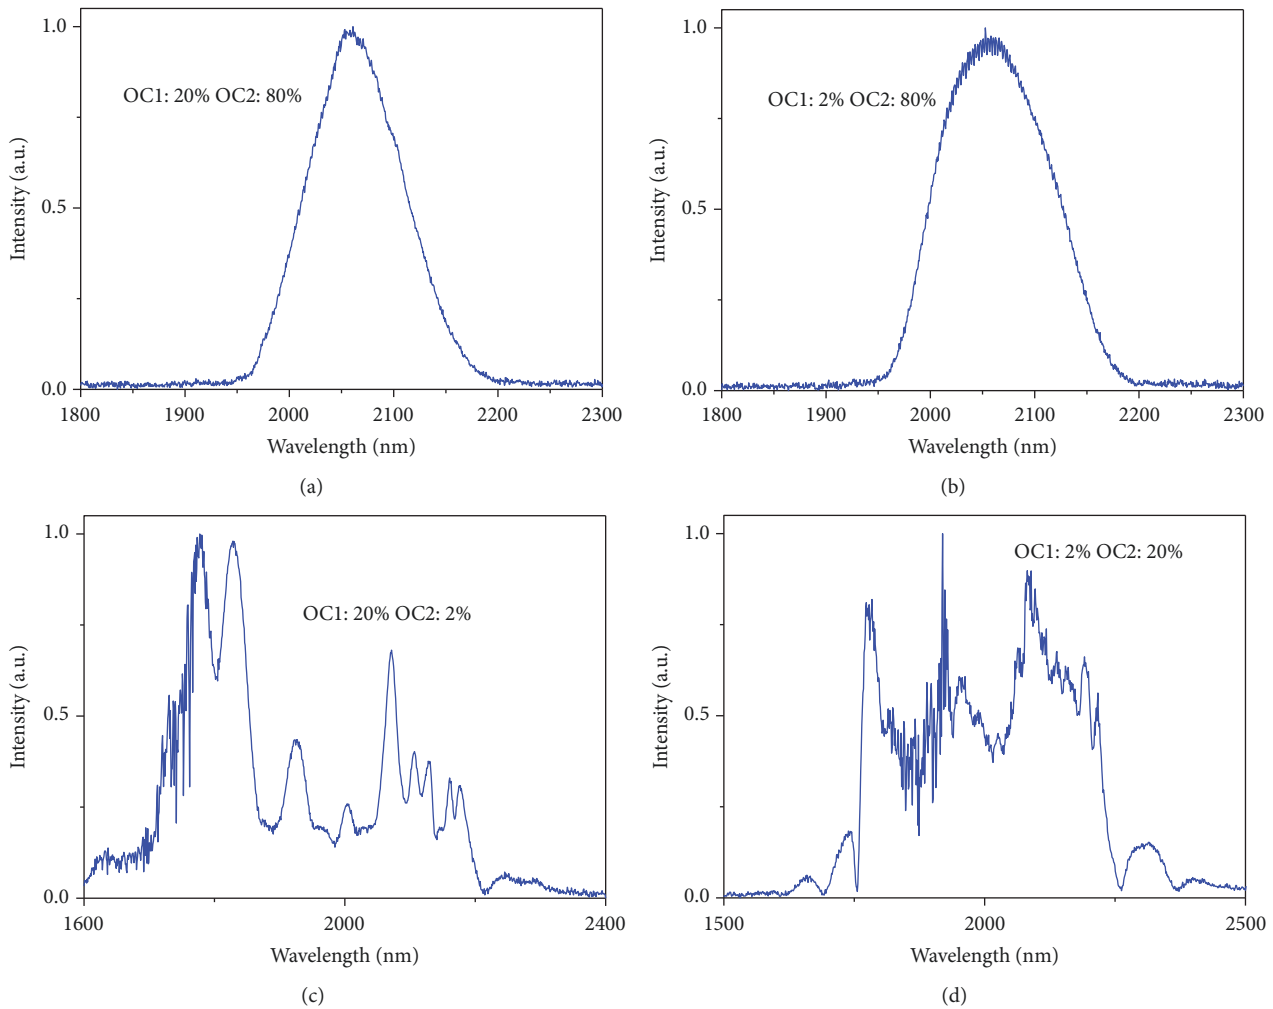 1.0
OC1: 20% OC2: 80%
0.5
0.0
Intensity (a.u.)
1800 1900 2000 2100 2200 2300
Wavelength (nm)
(a)
1.0
OC1: 2% OC2: 80%
0.5
0.0
Intensity (a.u.)
1800 1900 2000 2100 2200 2300
Wavelength (nm)
(b)
1.0
OC1: 20% OC2: 2%
0.5
0.0
Intensity (a.u.)
1600 2000 2400
Wavelength (nm)
(c)
1.0
OC1: 2% OC2: 20%
0.5
0.0
Intensity (a.u.)
1500 2000 2500
Wavelength (nm)
(d)